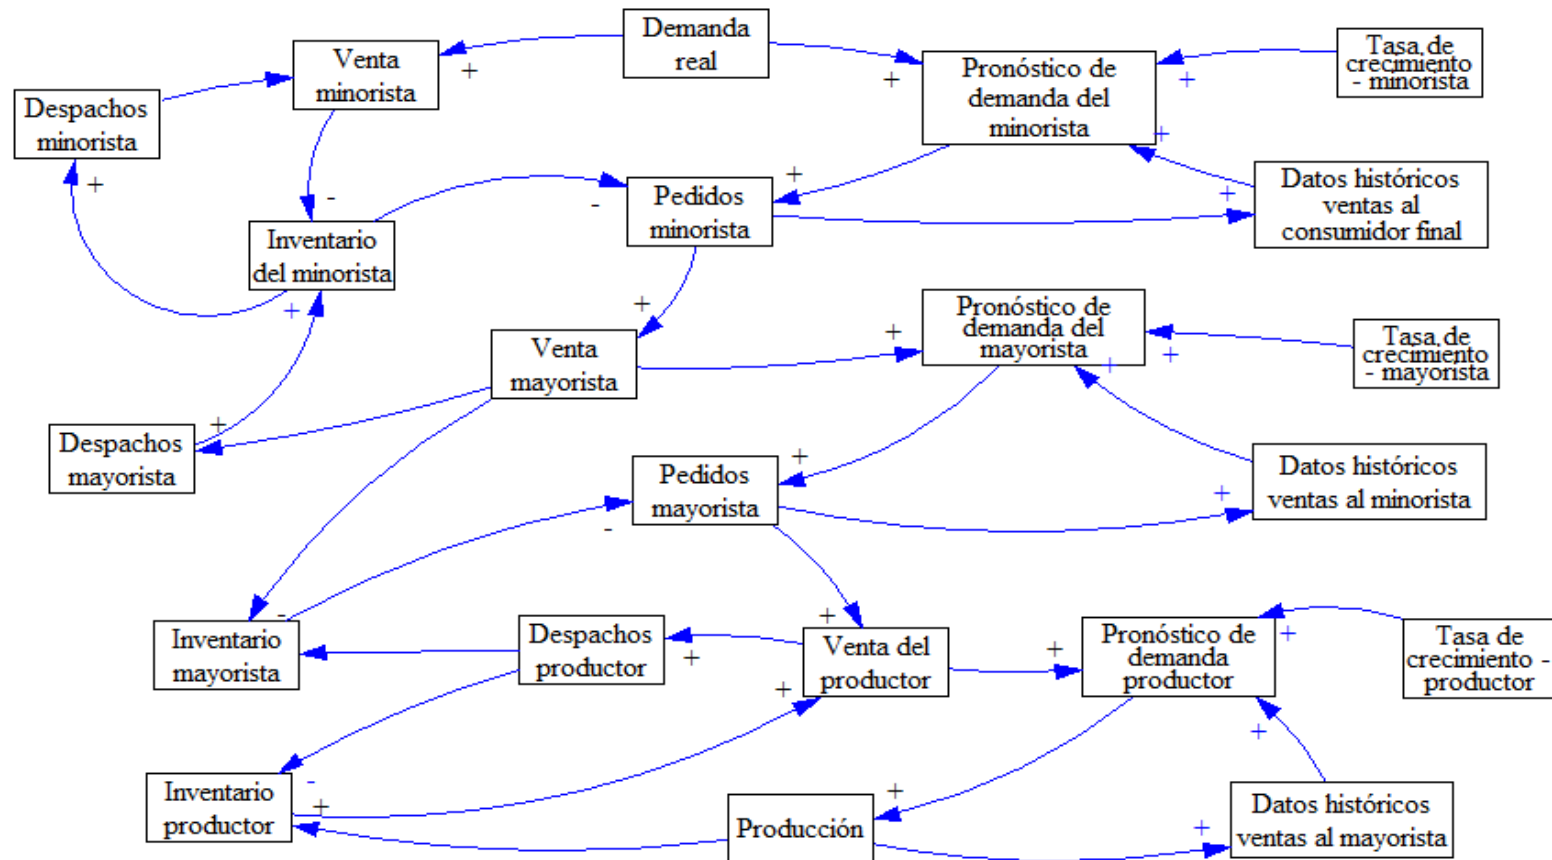 Demanda
real
Venta
minorista
Tasa de
crecimiento
- minorista
Pronóstico de
demanda del
minorista
Despachos
minorista
+
+
+
+
+
-
+
-
+
Pedidos
minorista
Datos históricos
ventas al
consumidor final
Inventario
del minorista
+
+
Pronóstico de
demanda del
mayorista
Venta
mayorista
+
+
+
Tasa de
crecimiento
- mayorista
Despachos
mayorista
+
+
Pedidos
mayorista
Datos históricos
ventas al minorista
+
-
-
+
Inventario
mayorista
Despachos
productor
+
Venta del
productor
+
Pronóstico de
demanda
productor
+
Tasa de
crecimiento -
productor
+
+
Inventario
productor
-
+
+
Producción
+
Datos históricos
ventas al mayorista